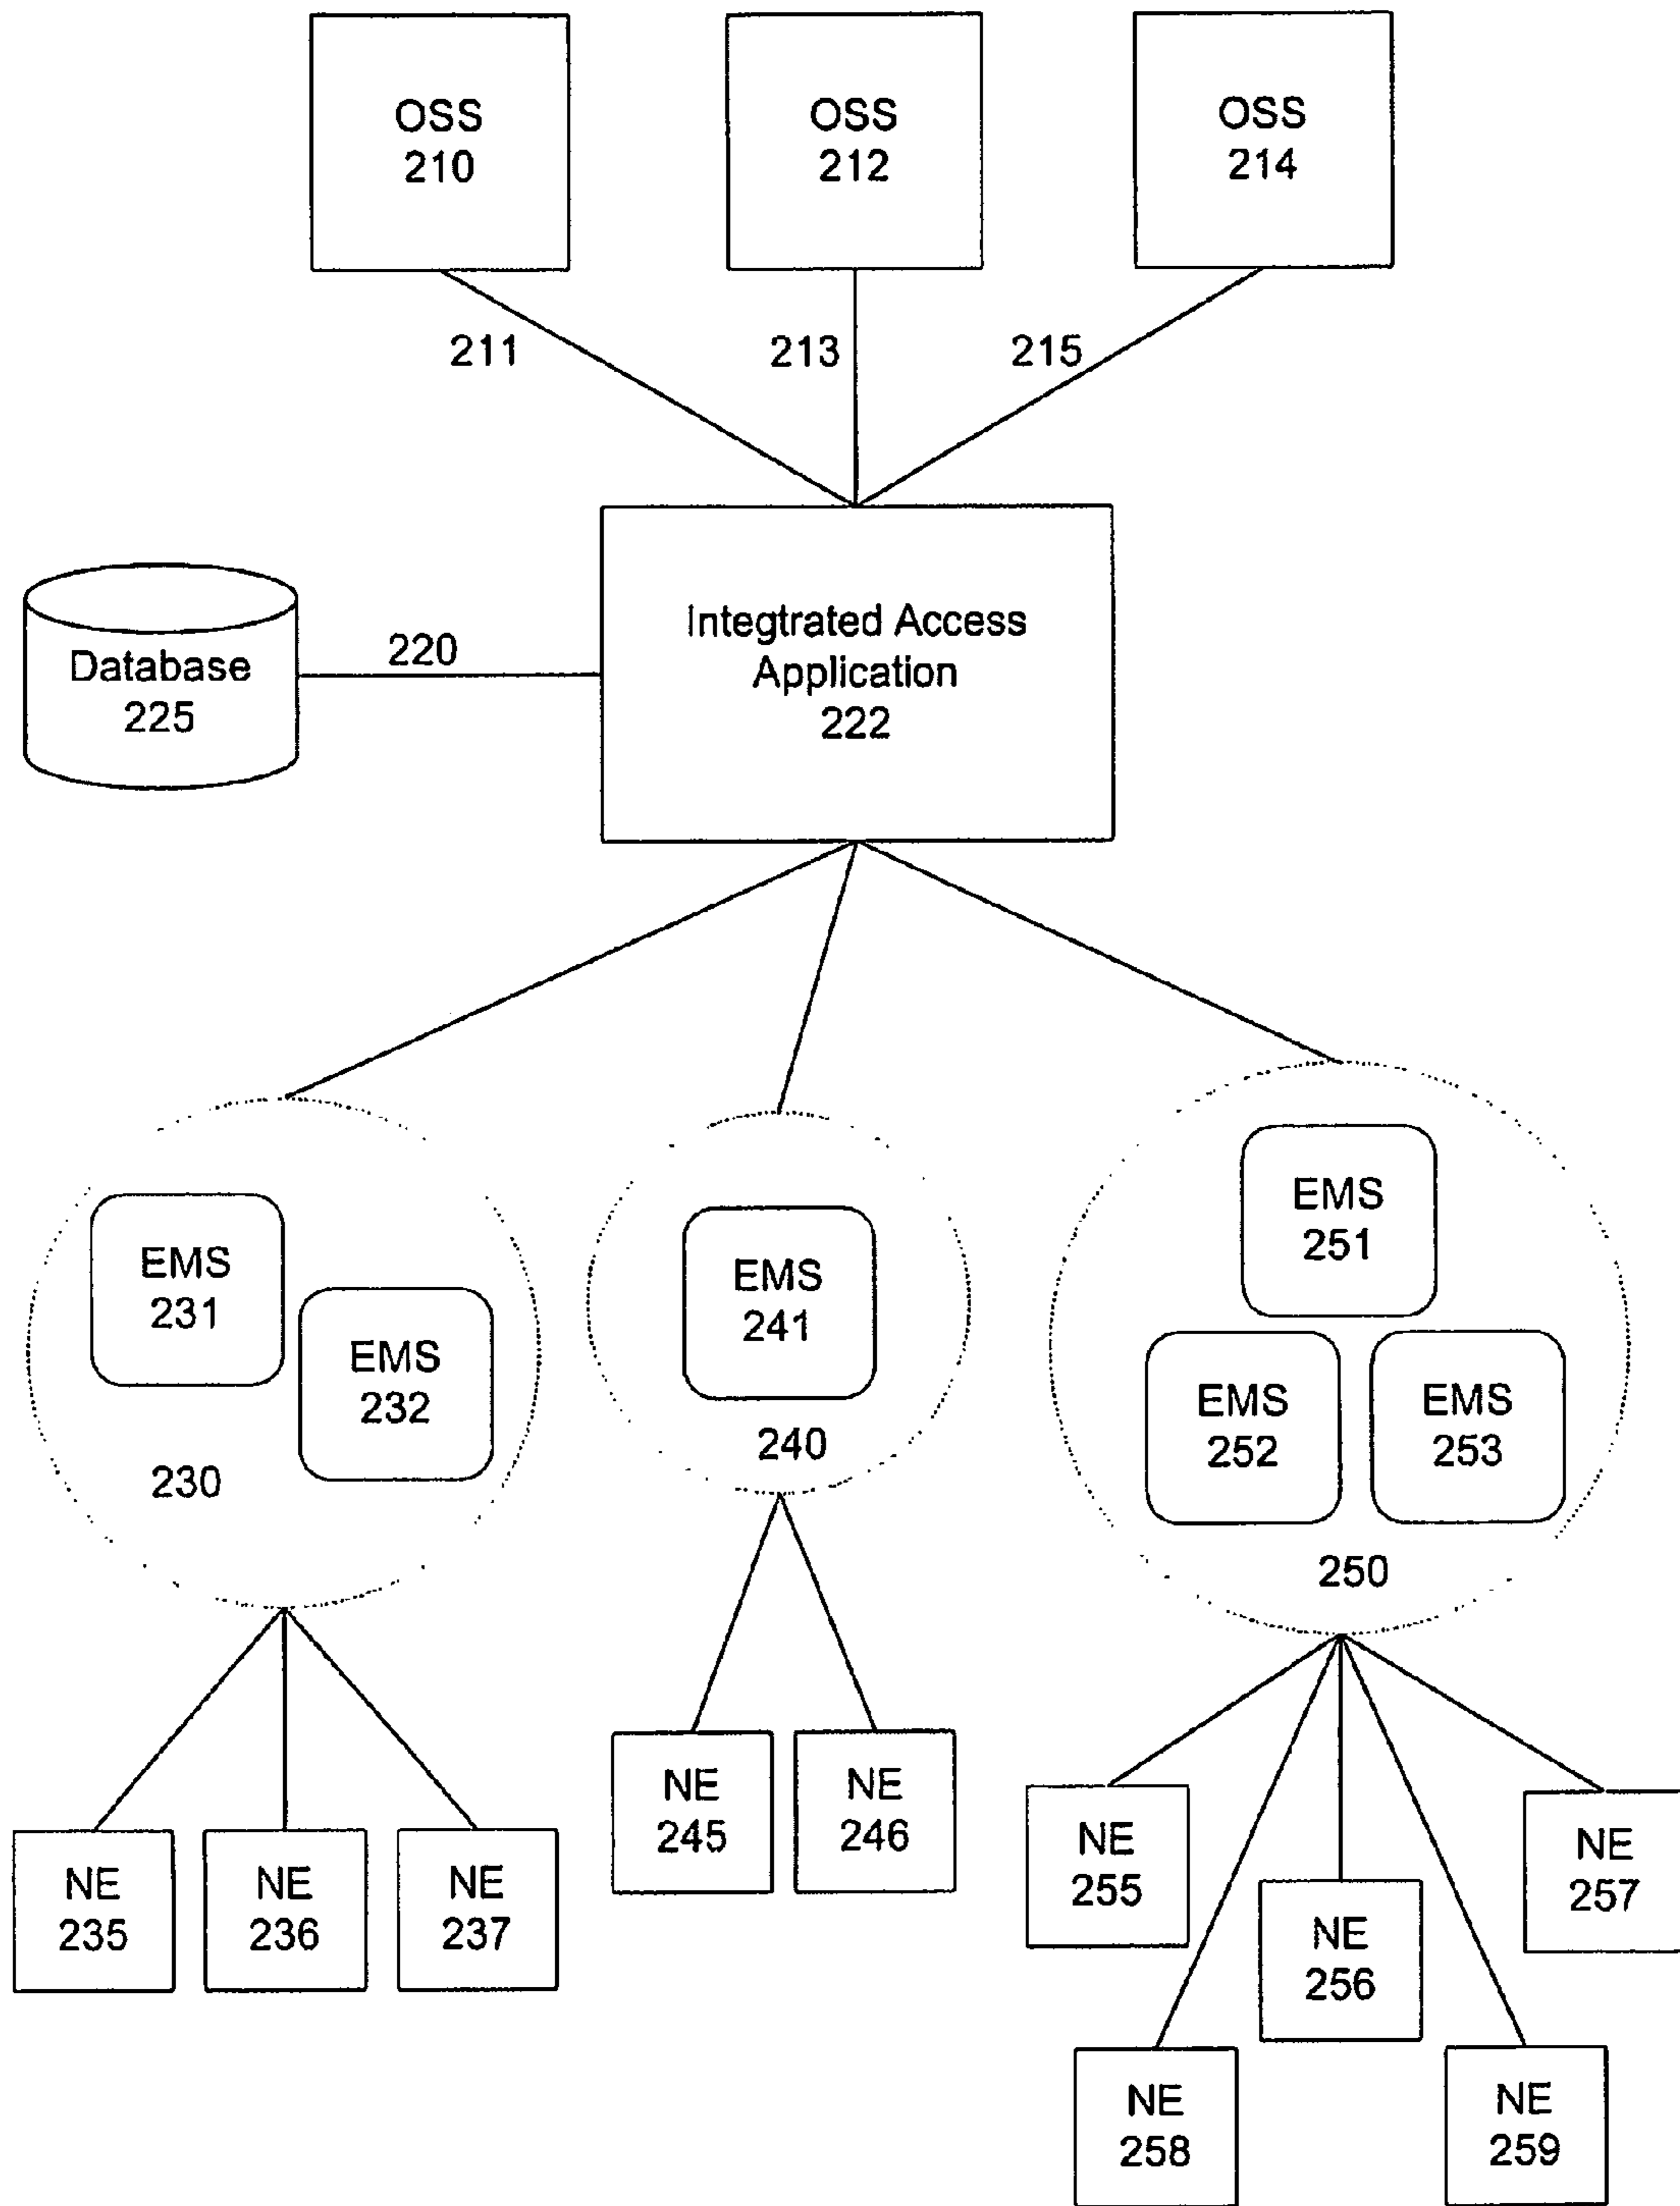 OSS
210
OSS
212
OSS
214
211
213
215
Integtrated Access
Application
222
Database
225
220
EMS
231
EMS
232
230
EMS
241
240
EMS
251
EMS
252
EMS
253
250
NE
235
NE
236
NE
237
NE
245
NE
246
NE
255
NE
256
NE
257
NE
258
NE
259